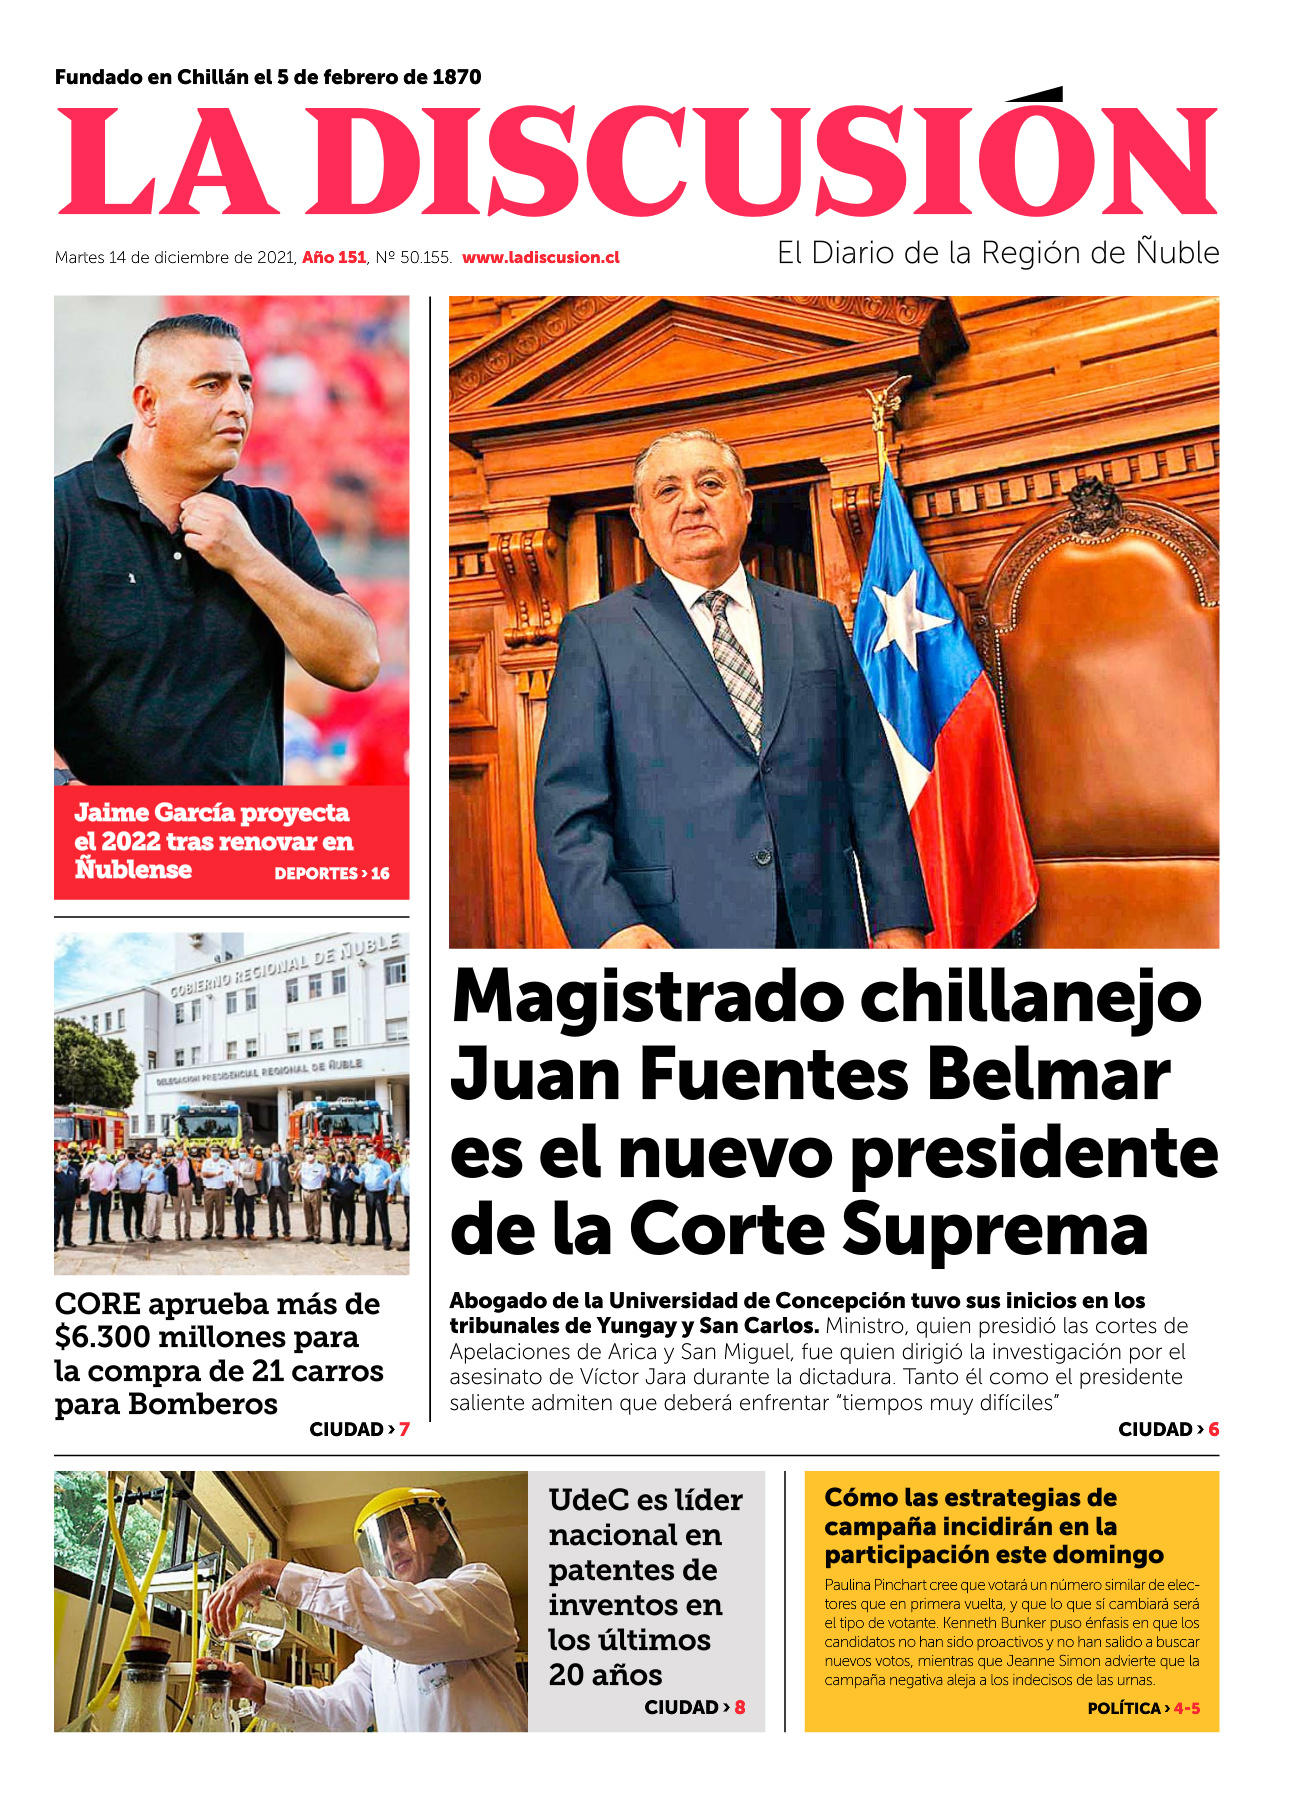 Fundado en Chillán el 5 de febrero de 1870
LA DISCUSIÓN
Martes 14 de diciembre de 2021, Año 151, Nº 50.155. www.ladiscusion.cl
El Diario de la Región de Ñuble
Jaime García proyecta
el 2022 tras renovar en
Ñublense
DEPORTES > 16
GOBIERNO REGIONAL DE ÑUBLE
DELEGACION PRESIDENCIAL REGIONAL DE ÑUBLE
CORE aprueba más de
$6.300 millones para
la compra de 21 carros
para Bomberos
CIUDAD > 7
Magistrado chillanejo
Juan Fuentes Belmar
es el nuevo presidente
de la Corte Suprema
Abogado de la Universidad de Concepción tuvo sus inicios en los
tribunales de Yungay y San Carlos. Ministro, quien presidió las cortes de
Apelaciones de Arica y San Miguel, fue quien dirigió la investigación por el
asesinato de Víctor Jara durante la dictadura. Tanto él como el presidente
saliente admiten que deberá enfrentar “tiempos muy difíciles”
CIUDAD > 6
UdeC es líder
nacional en
patentes de
inventos en
los últimos
20 años
CIUDAD > 8
Cómo las estrategias de
campaña incidirán en la
participación este domingo
Paulina Pinchart cree que votará un número similar de elec-
tores que en primera vuelta, y que lo que sí cambiará será
el tipo de votante. Kenneth Bunker puso énfasis en que los
candidatos no han sido proactivos y no han salido a buscar
nuevos votos, mientras que Jeanne Simon advierte que la
campaña negativa aleja a los indecisos de las urnas.
POLÍTICA > 4-5